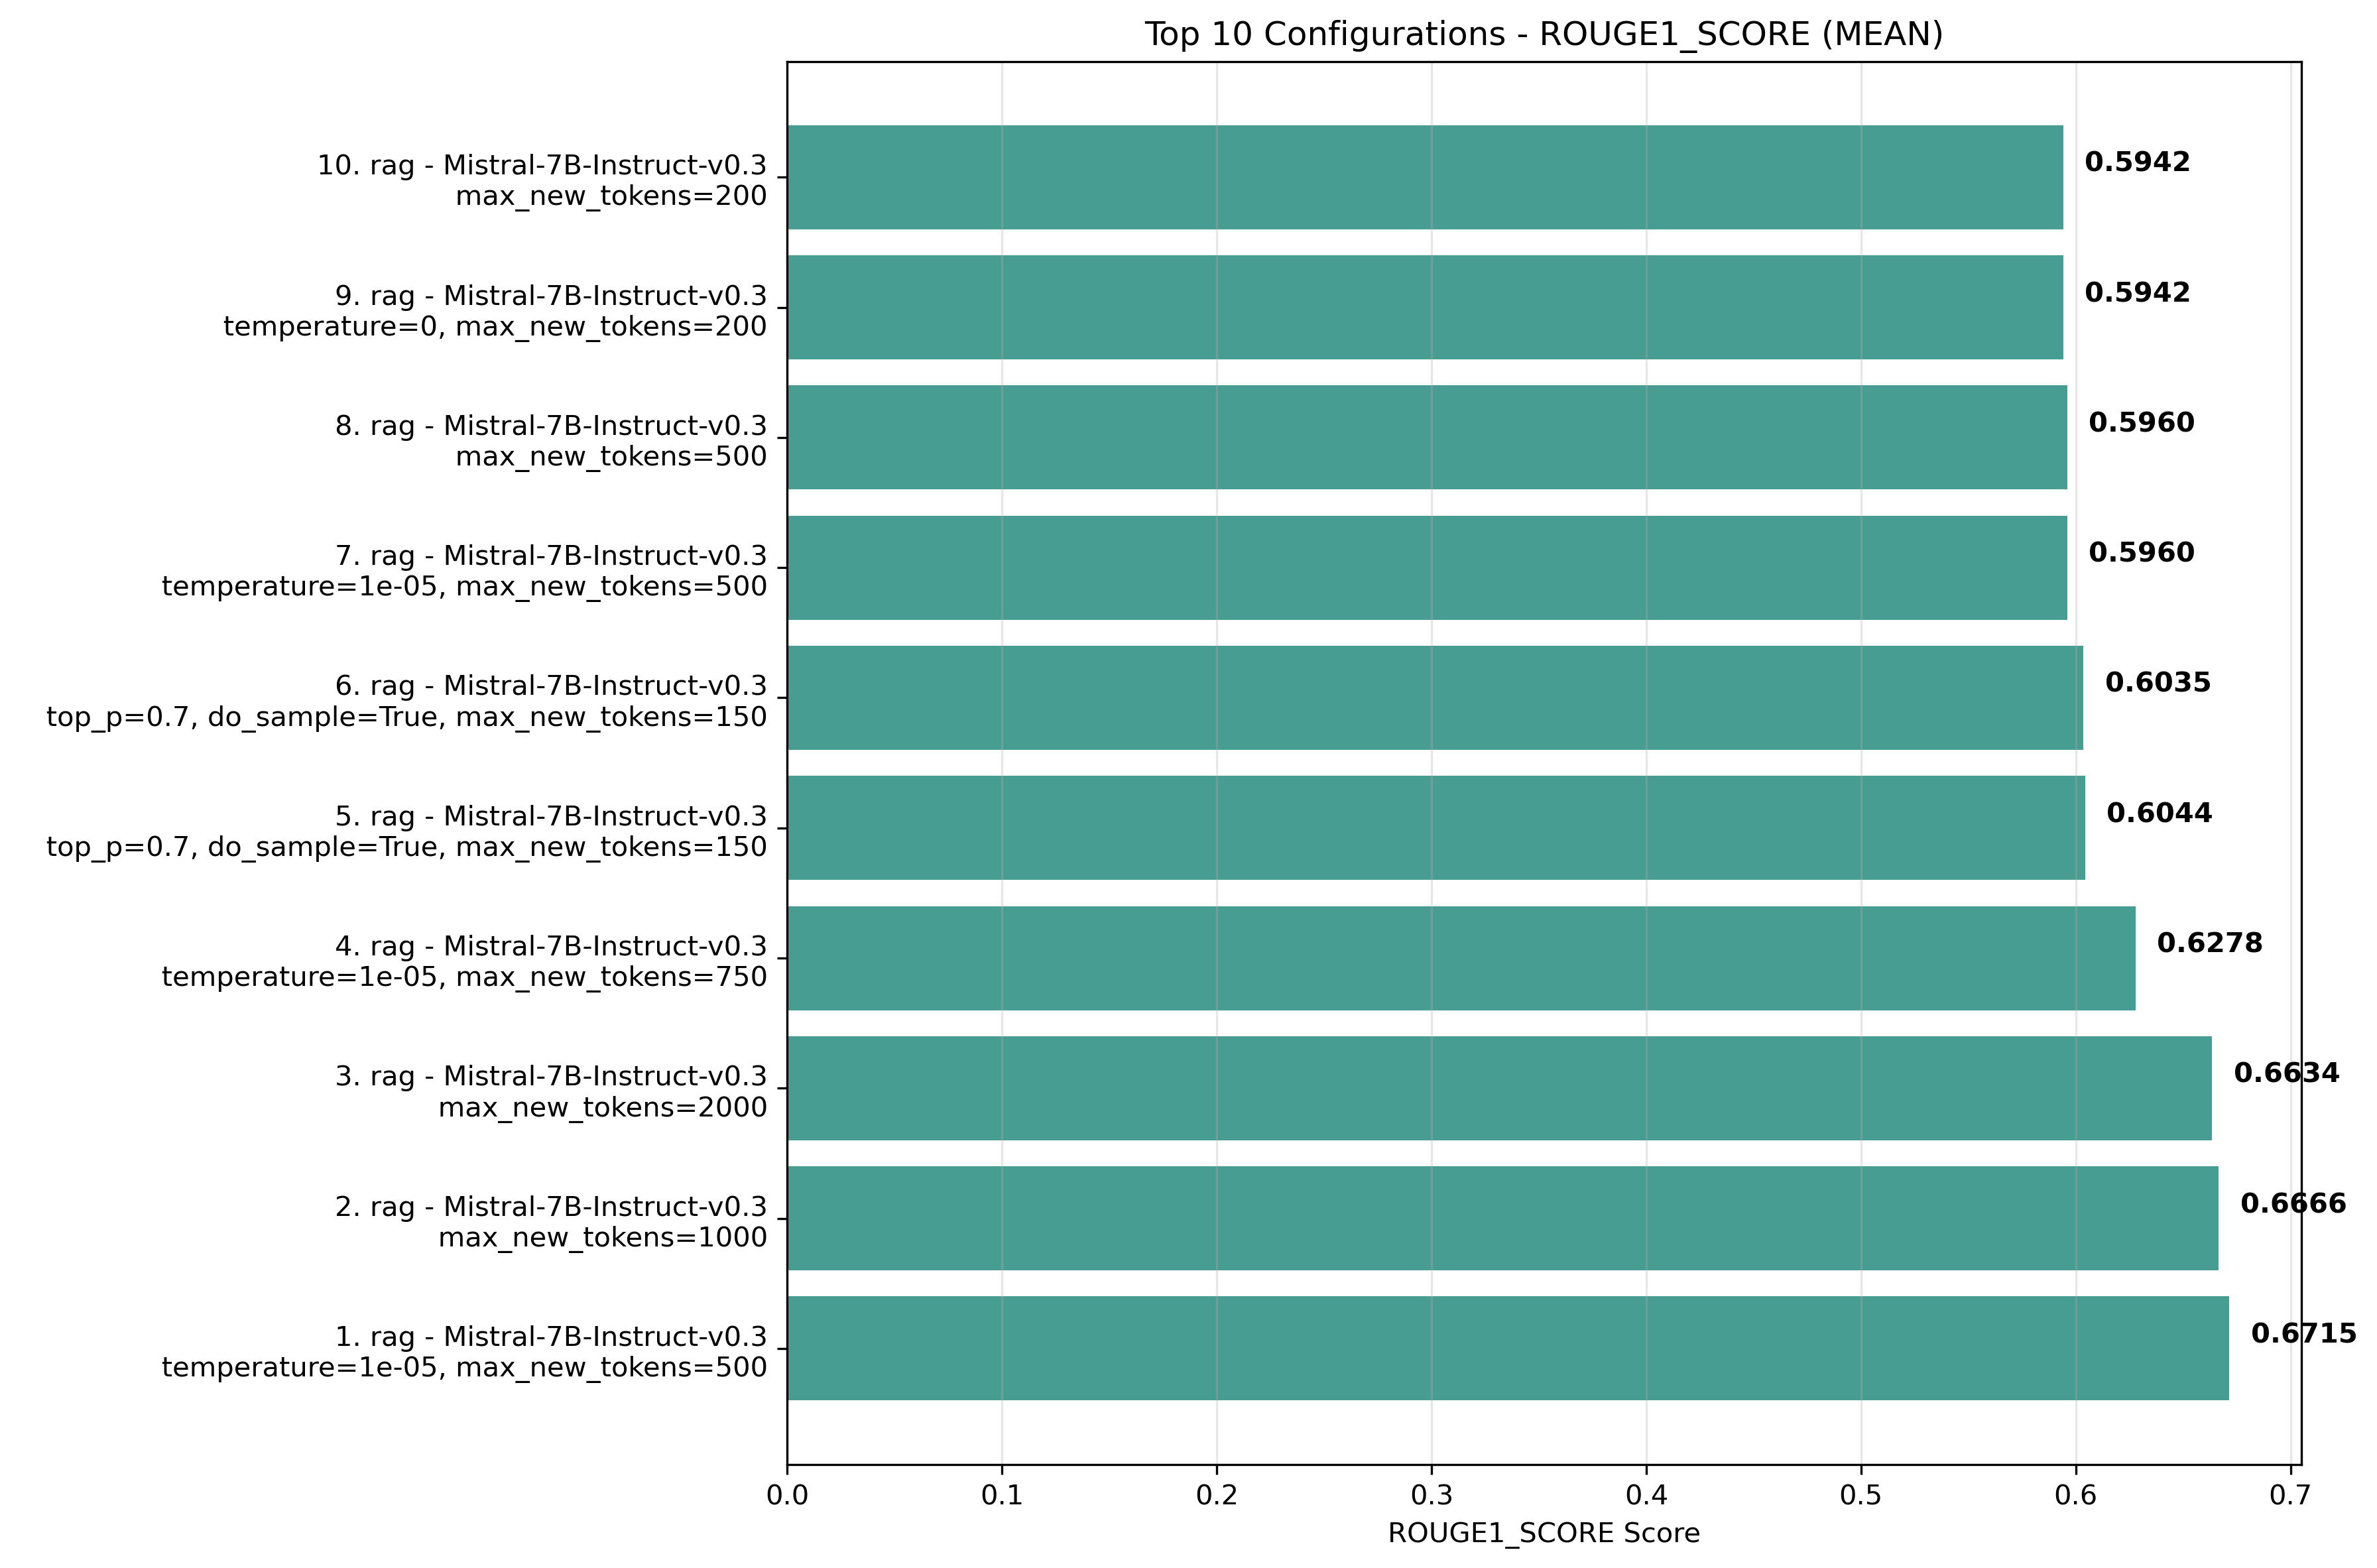 Top 10 Configurations - ROUGE1_SCORE (MEAN)
10. rag - Mistral-7B-Instruct-v0.3
max_new_tokens=200
0.5942
9. rag - Mistral-7B-Instruct-v0.3
temperature=0, max_new_tokens=200
0.5942
8. rag - Mistral-7B-Instruct-v0.3
max_new_tokens=500
0.5960
7. rag - Mistral-7B-Instruct-v0.3
temperature=1e-05, max_new_tokens=500
0.5960
6. rag - Mistral-7B-Instruct-v0.3
top_p=0.7, do_sample=True, max_new_tokens=150
0.6035
5. rag - Mistral-7B-Instruct-v0.3
top_p=0.7, do_sample=True, max_new_tokens=150
0.6044
4. rag - Mistral-7B-Instruct-v0.3
temperature=1e-05, max_new_tokens=750
0.6278
3. rag - Mistral-7B-Instruct-v0.3
max_new_tokens=2000
0.6634
2. rag - Mistral-7B-Instruct-v0.3
max_new_tokens=1000
0.6666
1. rag - Mistral-7B-Instruct-v0.3
temperature=1e-05, max_new_tokens=500
0.6715
0.0 0.1 0.2 0.3 0.4 0.5 0.6 0.7
ROUGE1_SCORE Score